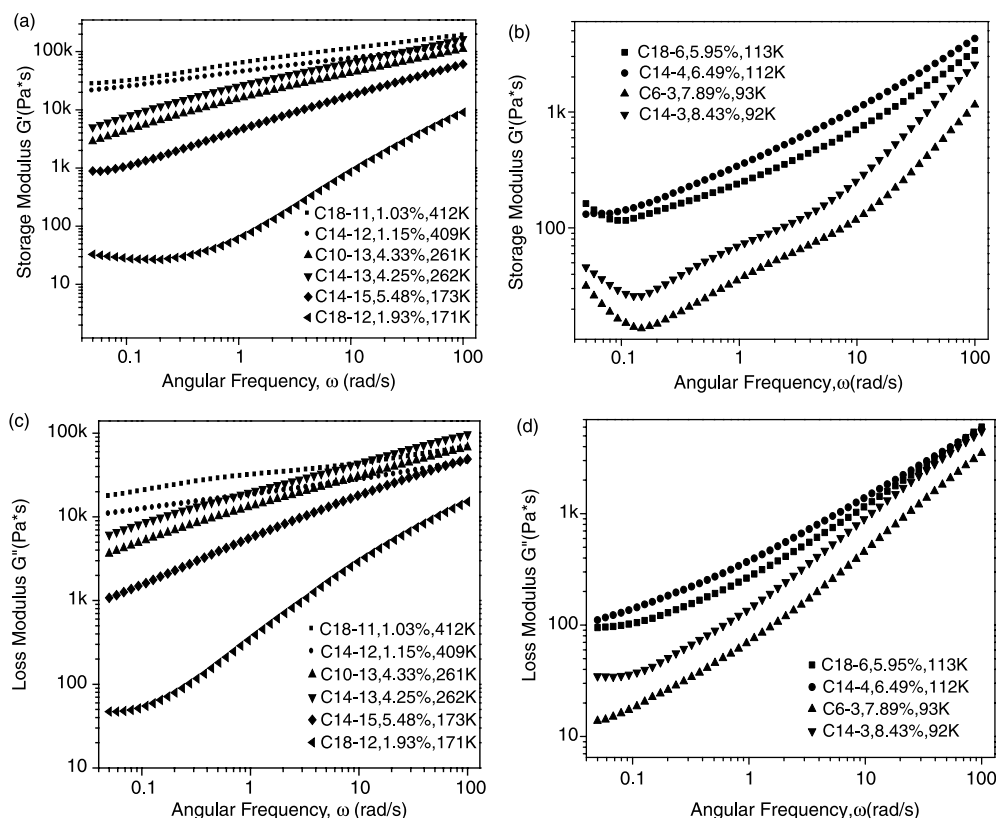 (a)
Storage Modulus G'(Pa*s)
100k
10k
1k
100
10
C18-11,1.03%,412K
C14-12,1.15%,409K
C10-13,4.33%,261K
C14-13,4.25%,262K
C14-15,5.48%,173K
C18-12,1.93%,171K
0.1 1 10 100
Angular Frequency, ω (rad/s)
(b)
Storage Modulus G'(Pa*s)
1k
100
C18-6,5.95%,113K
C14-4,6.49%,112K
C6-3,7.89%,93K
C14-3,8.43%,92K
0.1 1 10 100
Angular Frequency,ω(rad/s)
(c)
Loss Modulus G"(Pa*s)
100k
10k
1k
100
10
C18-11,1.03%,412K
C14-12,1.15%,409K
C10-13,4.33%,261K
C14-13,4.25%,262K
C14-15,5.48%,173K
C18-12,1.93%,171K
0.1 1 10 100
Angular Frequency, ω (rad/s)
(d)
Loss Modulus G"(Pa*s)
1k
100
10
C18-6,5.95%,113K
C14-4,6.49%,112K
C6-3,7.89%,93K
C14-3,8.43%,92K
0.1 1 10 100
Angular Frequency,ω(rad/s)